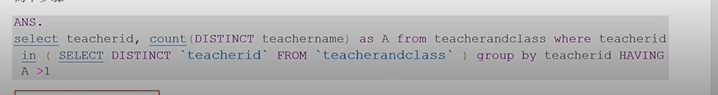 ANS.
select teacherid, count(DISTINCT teachername) as A from teacherandclass where teacherid
in ( SELECT DISTINCT `teacherid` FROM `teacherandclass` ) group by teacherid HAVING
A >1